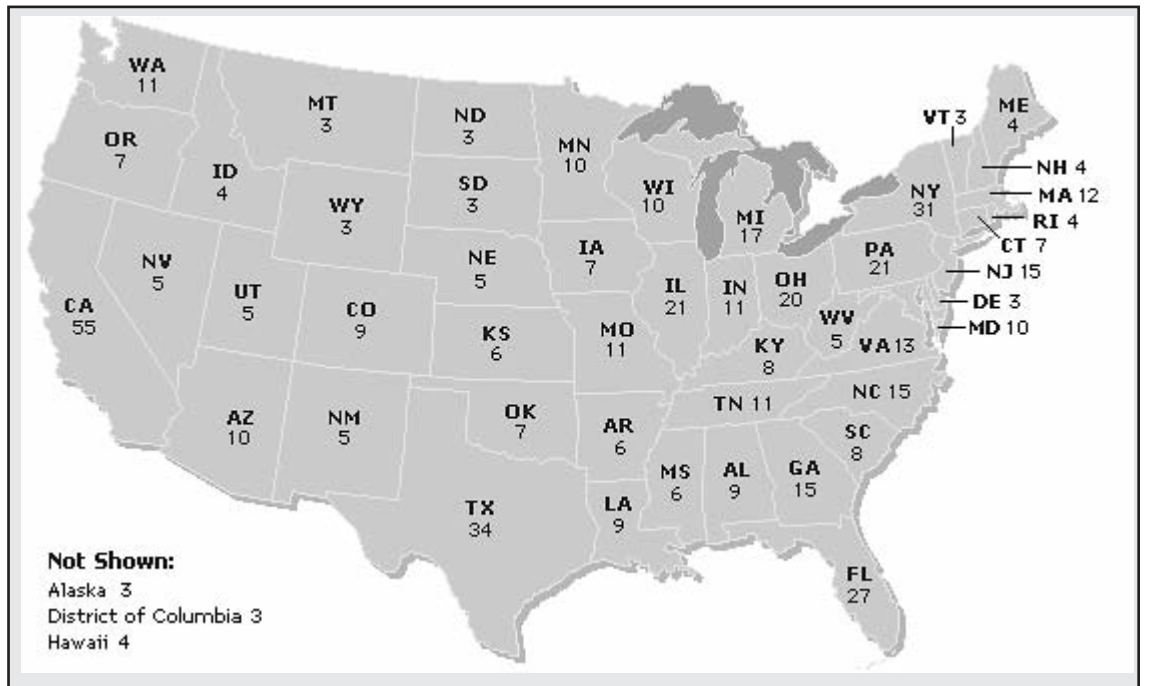 WA
11
MT
3
ND
3
MN
10
VT 3
ME
4
OR
7
ID
4
SD
3
WI
10
NH 4
NY
31
MA 12
WY
3
MI
17
RI 4
CT 7
IA
7
NE
5
PA
21
NJ 15
NV
5
UT
5
IL
21
IN
11
OH
20
DE 3
CA
55
CO
9
WV
5
MD 10
KS
6
MO
11
KY
8
VA 13
TN 11
NC 15
AZ
10
NM
5
OK
7
AR
6
SC
8
MS
6
AL
9
GA
15
TX
34
LA
9
FL
27
Not Shown:
Alaska 3
District of Columbia 3
Hawaii 4